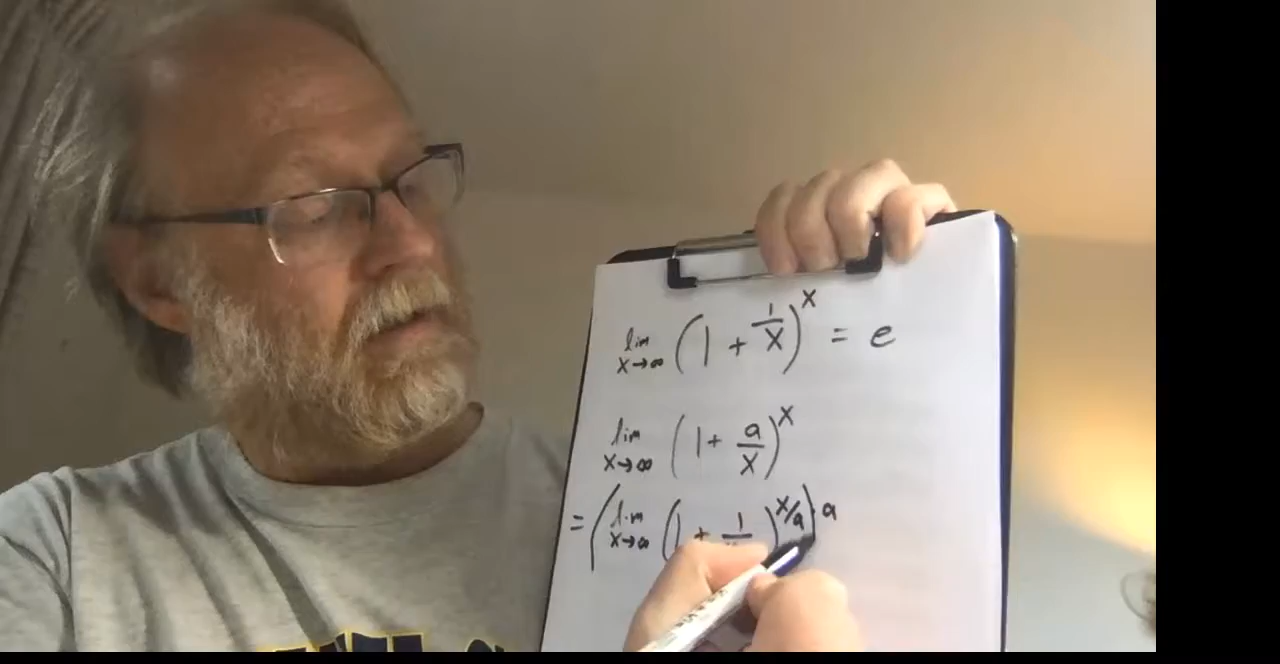 lim x→∞ (1 + 1/x)^x = e
lim x→∞ (1 + a/x)^x
= (lim x→∞ (1 + 1/
)^x/a)·a